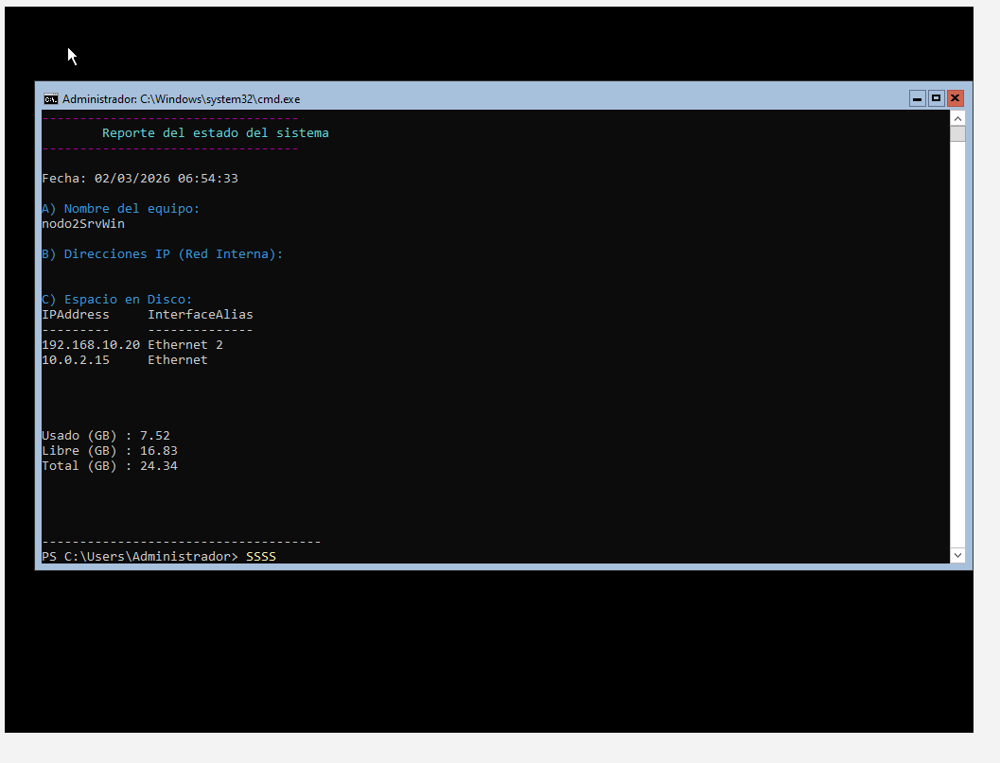 Administrador: C:\Windows\system32\cmd.exe
----------------------------------
Reporte del estado del sistema
----------------------------------
Fecha: 02/03/2026 06:54:33
A) Nombre del equipo:
nodo2SrvWin
B) Direcciones IP (Red Interna):
C) Espacio en Disco:
IPAddress     InterfaceAlias
---------     --------------
192.168.10.20 Ethernet 2
10.0.2.15     Ethernet
Usado (GB) : 7.52
Libre (GB) : 16.83
Total (GB) : 24.34
-------------------------------------
PS C:\Users\Administrador> SSSS